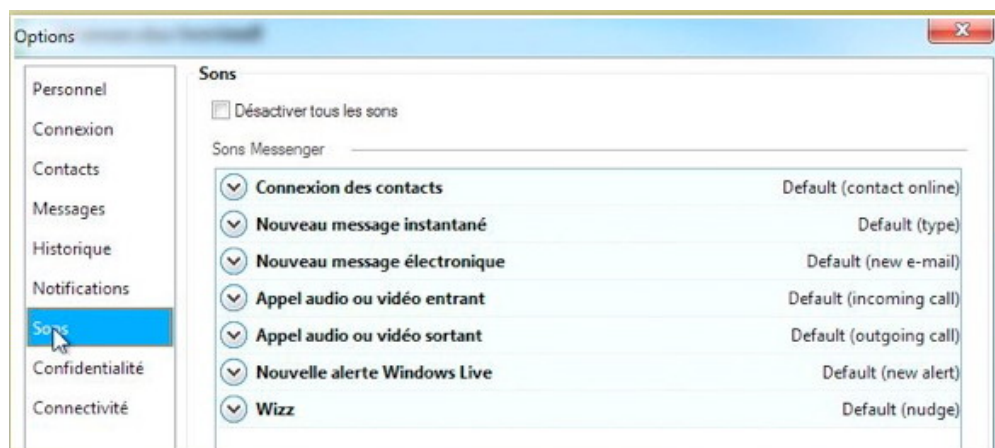 Options
Personnel
Connexion
Contacts
Messages
Historique
Notifications
Sons
Confidentialité
Connectivité
Sons
Désactiver tous les sons
Sons Messenger
Connexion des contacts Default (contact online)
Nouveau message instantané Default (type)
Nouveau message électronique Default (new e-mail)
Appel audio ou vidéo entrant Default (incoming call)
Appel audio ou vidéo sortant Default (outgoing call)
Nouvelle alerte Windows Live Default (new alert)
Wizz Default (nudge)